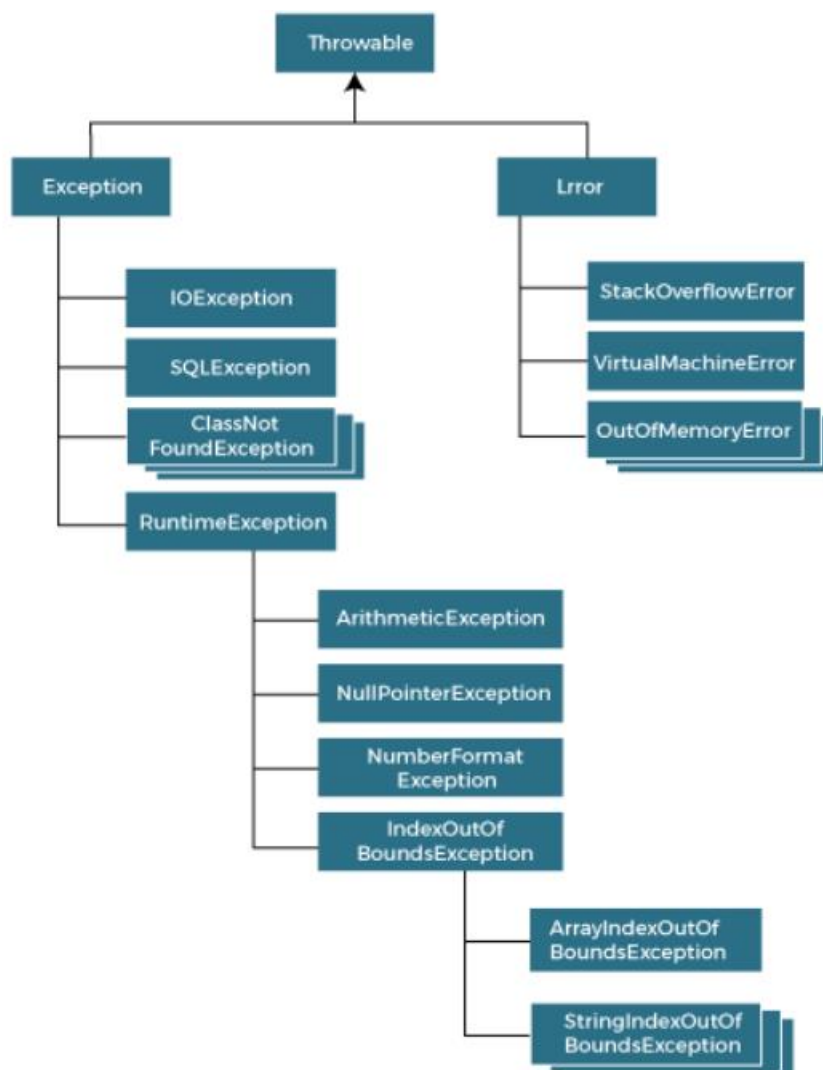 Throwable
Exception
Lrror
IOException
StackOverflowError
SQLException
VirtualMachineError
ClassNot
FoundException
OutOfMemoryError
RuntimeException
ArithmeticException
NullPointerException
NumberFormat
Exception
IndexOutOf
BoundsException
ArrayIndexOutOf
BoundsException
StringIndexOutOf
BoundsException